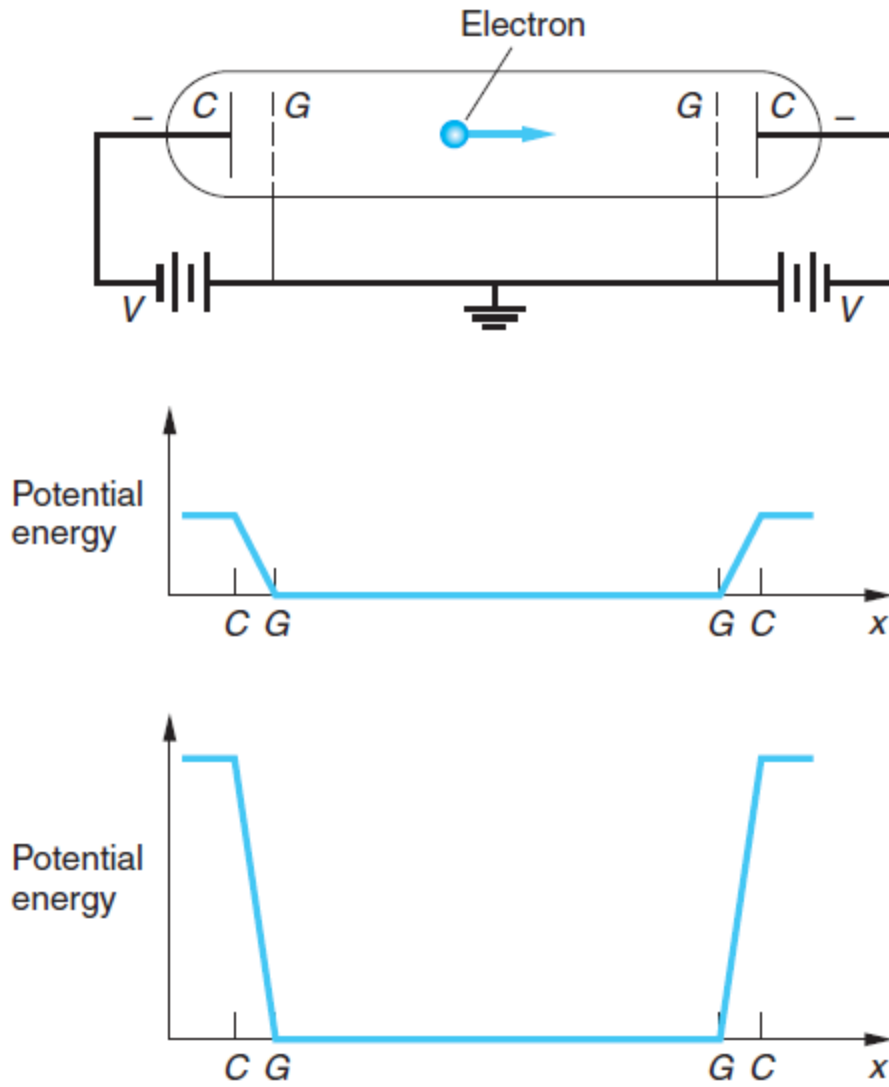 Electron
– C G G C –
V V
Potential
energy
C G G C x
Potential
energy
C G G C x